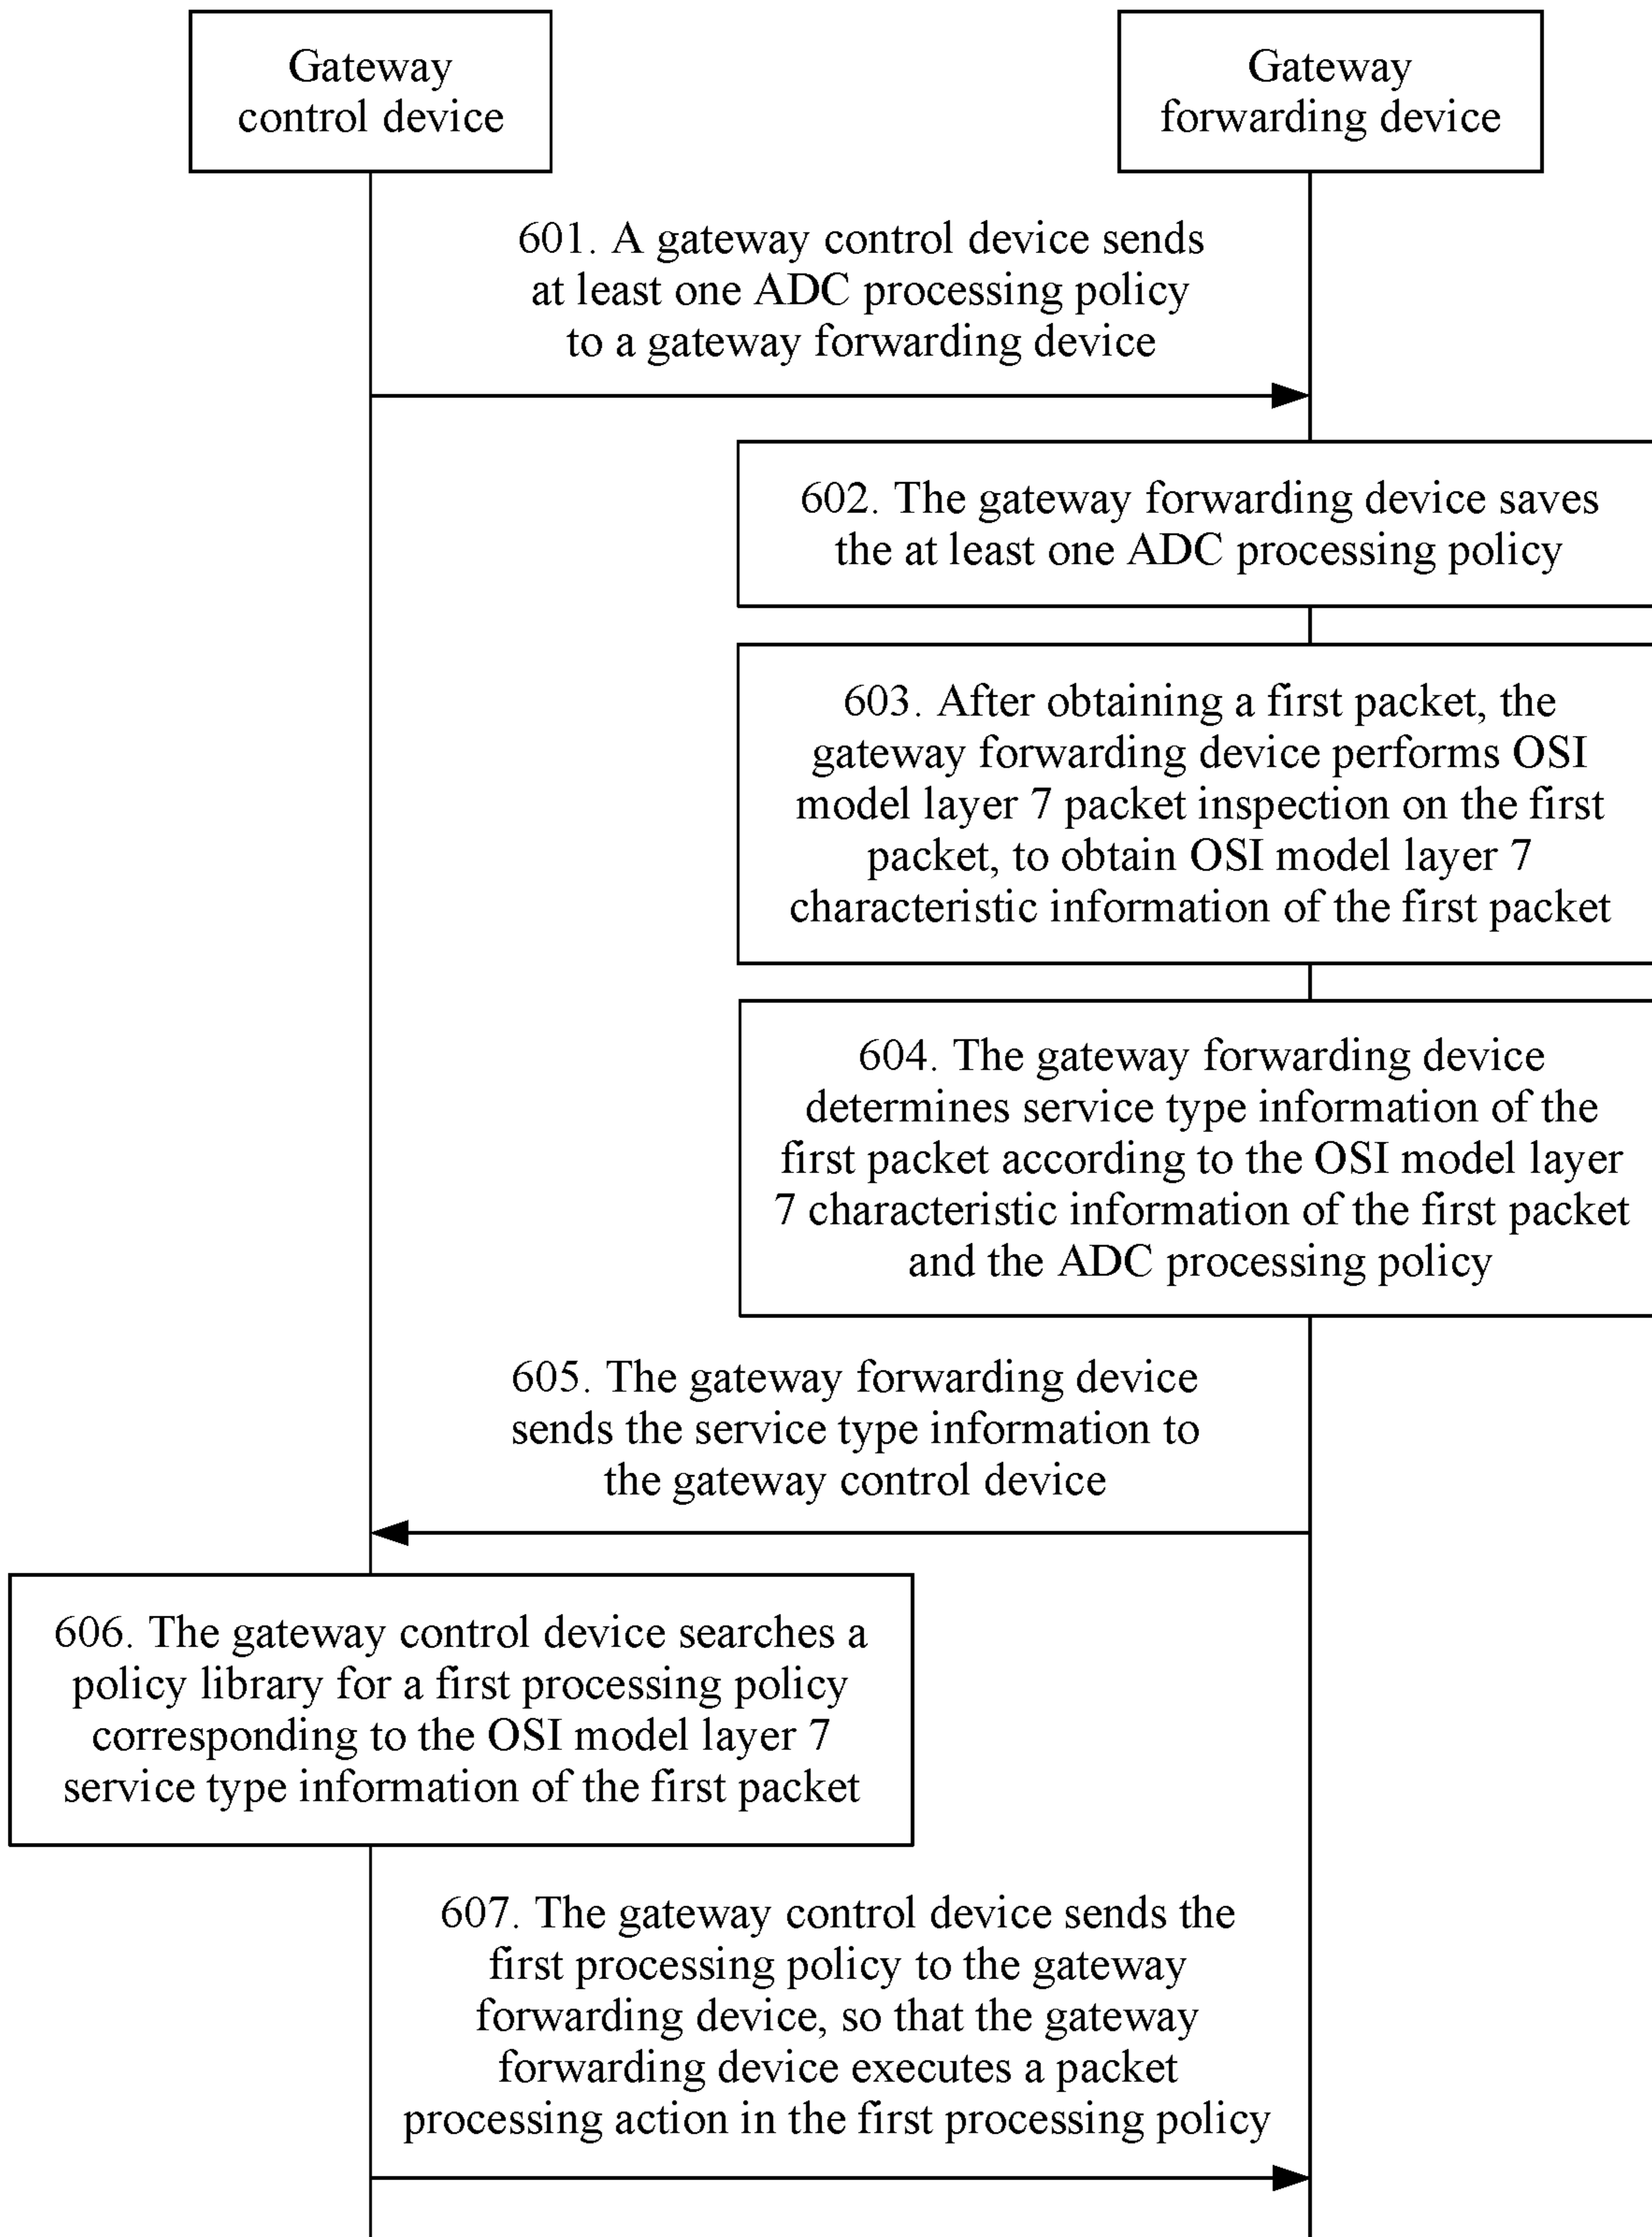 Gateway
control device
Gateway
forwarding device
601. A gateway control device sends
at least one ADC processing policy
to a gateway forwarding device
602. The gateway forwarding device saves
the at least one ADC processing policy
603. After obtaining a first packet, the
gateway forwarding device performs OSI
model layer 7 packet inspection on the first
packet, to obtain OSI model layer 7
characteristic information of the first packet
604. The gateway forwarding device
determines service type information of the
first packet according to the OSI model layer
7 characteristic information of the first packet
and the ADC processing policy
605. The gateway forwarding device
sends the service type information to
the gateway control device
606. The gateway control device searches a
policy library for a first processing policy
corresponding to the OSI model layer 7
service type information of the first packet
607. The gateway control device sends the
first processing policy to the gateway
forwarding device, so that the gateway
forwarding device executes a packet
processing action in the first processing policy